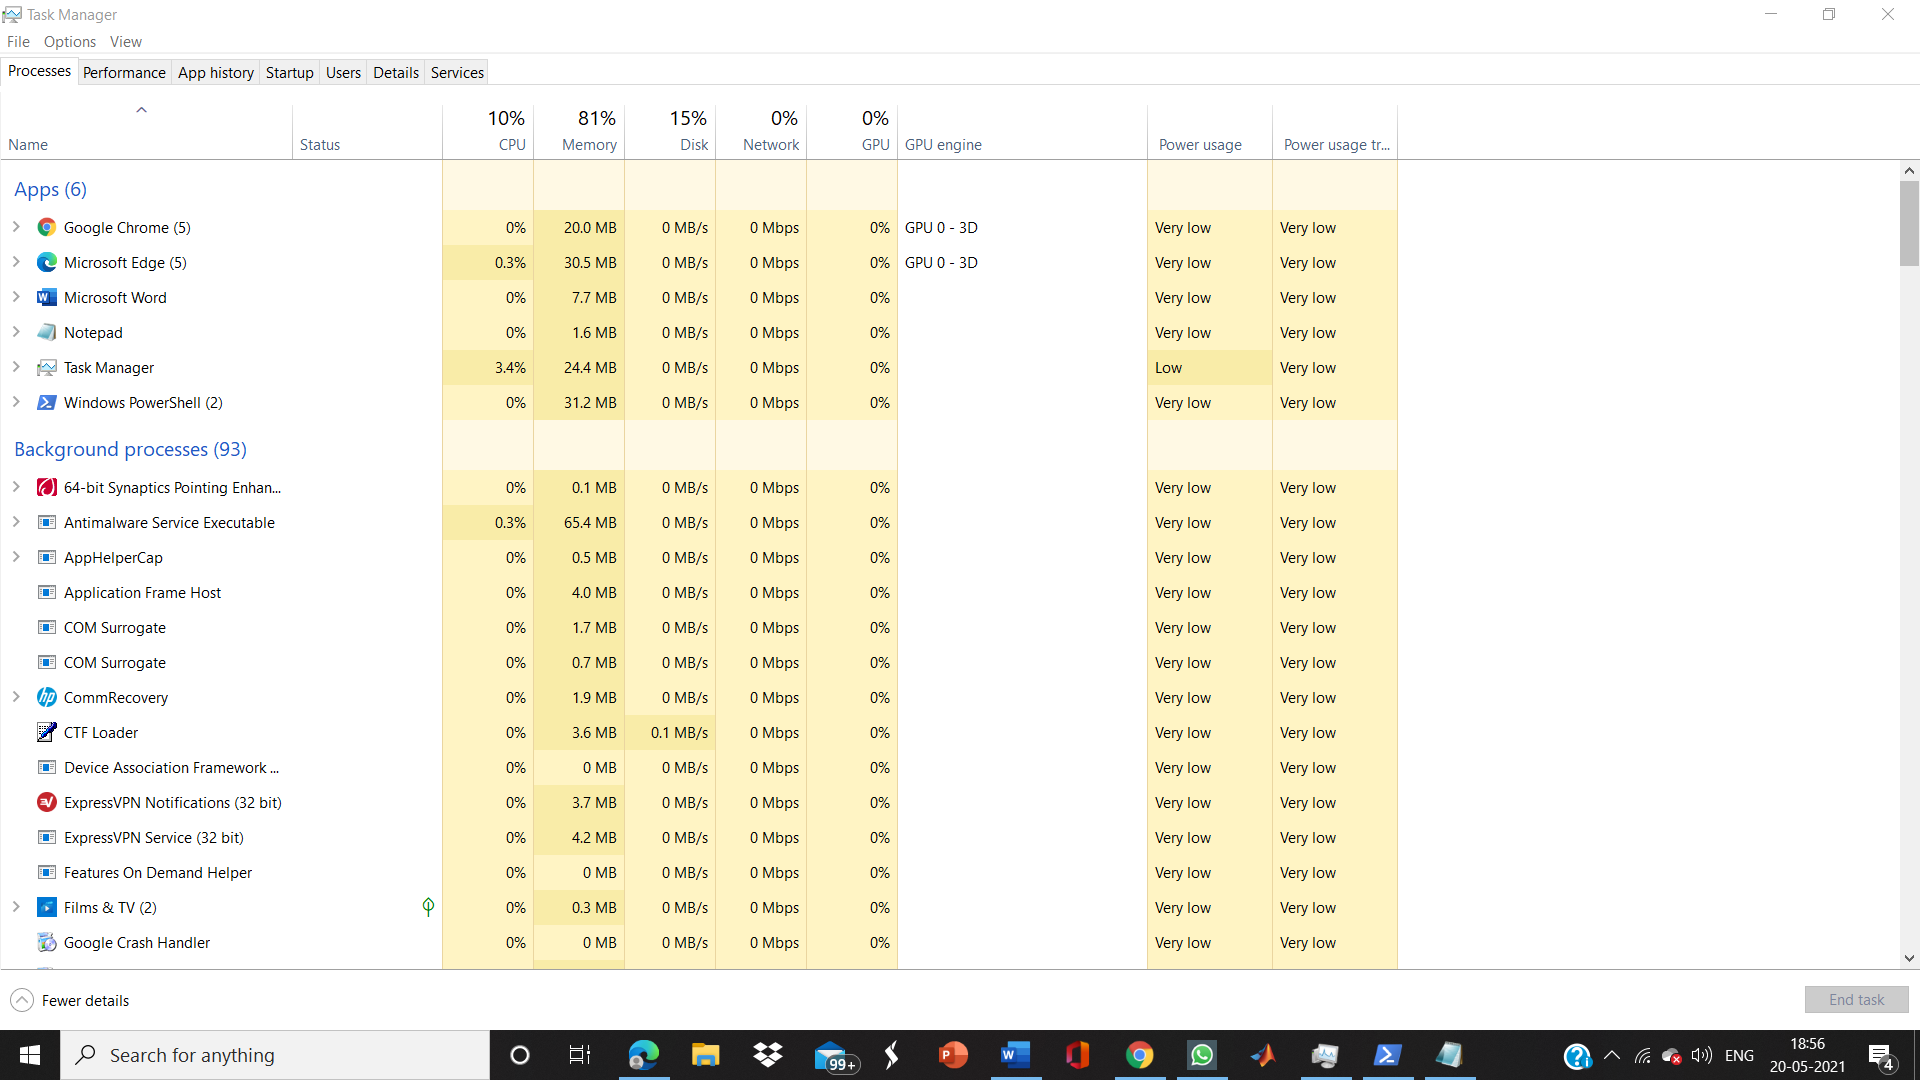 Task Manager
File Options View
Processes Performance App history Startup Users Details Services
10% 81% 15% 0% 0%
Name Status CPU Memory Disk Network GPU GPU engine Power usage Power usage tr...
Apps (6)
Google Chrome (5) 0% 20.0 MB 0 MB/s 0 Mbps 0% GPU 0 - 3D Very low Very low
Microsoft Edge (5) 0.3% 30.5 MB 0 MB/s 0 Mbps 0% GPU 0 - 3D Very low Very low
Microsoft Word 0% 7.7 MB 0 MB/s 0 Mbps 0% Very low Very low
Notepad 0% 1.6 MB 0 MB/s 0 Mbps 0% Very low Very low
Task Manager 3.4% 24.4 MB 0 MB/s 0 Mbps 0% Low Very low
Windows PowerShell (2) 0% 31.2 MB 0 MB/s 0 Mbps 0% Very low Very low
Background processes (93)
64-bit Synaptics Pointing Enhan... 0% 0.1 MB 0 MB/s 0 Mbps 0% Very low Very low
Antimalware Service Executable 0.3% 65.4 MB 0 MB/s 0 Mbps 0% Very low Very low
AppHelperCap 0% 0.5 MB 0 MB/s 0 Mbps 0% Very low Very low
Application Frame Host 0% 4.0 MB 0 MB/s 0 Mbps 0% Very low Very low
COM Surrogate 0% 1.7 MB 0 MB/s 0 Mbps 0% Very low Very low
COM Surrogate 0% 0.7 MB 0 MB/s 0 Mbps 0% Very low Very low
CommRecovery 0% 1.9 MB 0 MB/s 0 Mbps 0% Very low Very low
CTF Loader 0% 3.6 MB 0.1 MB/s 0 Mbps 0% Very low Very low
Device Association Framework ... 0% 0 MB 0 MB/s 0 Mbps 0% Very low Very low
ExpressVPN Notifications (32 bit) 0% 3.7 MB 0 MB/s 0 Mbps 0% Very low Very low
ExpressVPN Service (32 bit) 0% 4.2 MB 0 MB/s 0 Mbps 0% Very low Very low
Features On Demand Helper 0% 0 MB 0 MB/s 0 Mbps 0% Very low Very low
Films & TV (2) 0% 0.3 MB 0 MB/s 0 Mbps 0% Very low Very low
Google Crash Handler 0% 0 MB 0 MB/s 0 Mbps 0% Very low Very low
Fewer details End task
Search for anything 99+ ENG 18:56
20-05-2021 4